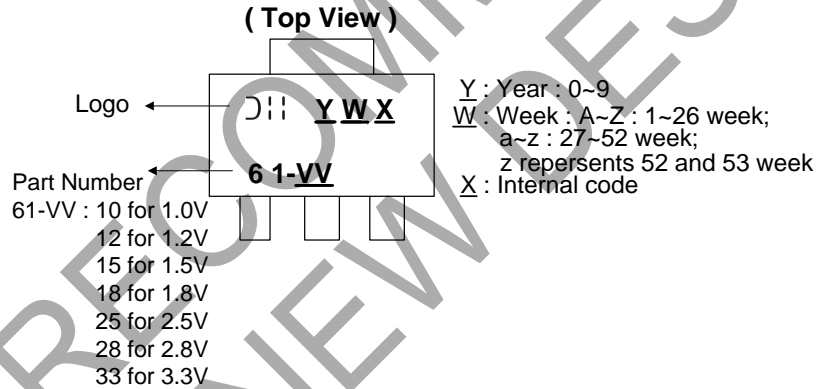 ( Top View )
Logo
Y W X
6 1-VV
Y : Year : 0~9
W : Week : A~Z : 1~26 week;
a~z : 27~52 week;
z repersents 52 and 53 week
X : Internal code
Part Number
61-VV : 10 for 1.0V
12 for 1.2V
15 for 1.5V
18 for 1.8V
25 for 2.5V
28 for 2.8V
33 for 3.3V